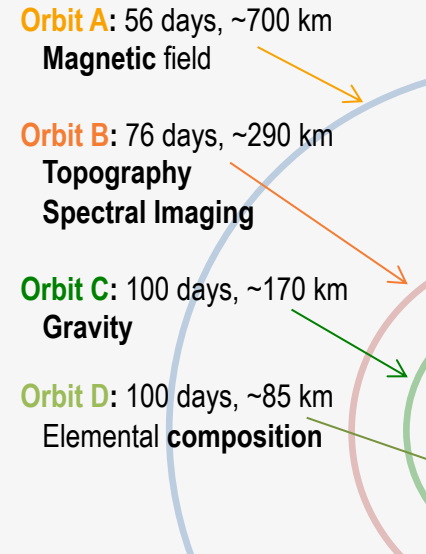 Orbit A: 56 days, ~700 km
Magnetic field
Orbit B: 76 days, ~290 km
Topography
Spectral Imaging
Orbit C: 100 days, ~170 km
Gravity
Orbit D: 100 days, ~85 km
Elemental composition